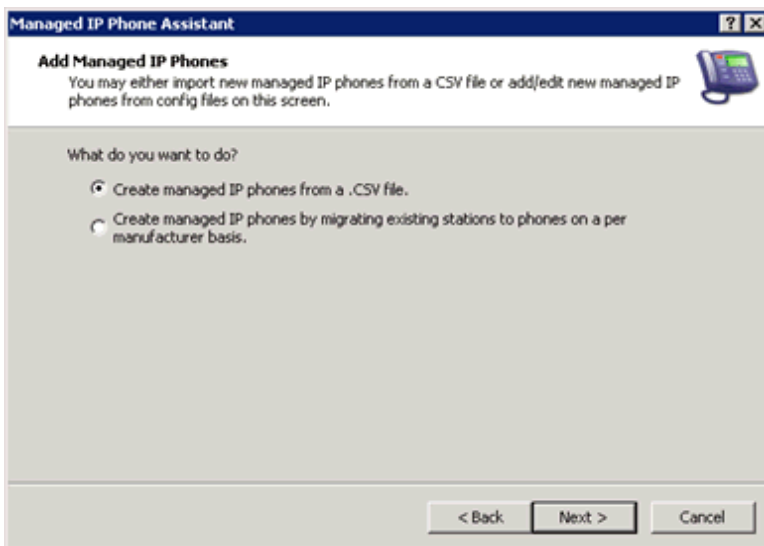 Managed IP Phone Assistant
Add Managed IP Phones
You may either import new managed IP phones from a CSV file or add/edit new managed IP
phones from config files on this screen.
What do you want to do?
Create managed IP phones from a .CSV file.
Create managed IP phones by migrating existing stations to phones on a per
manufacturer basis.
< Back Next > Cancel